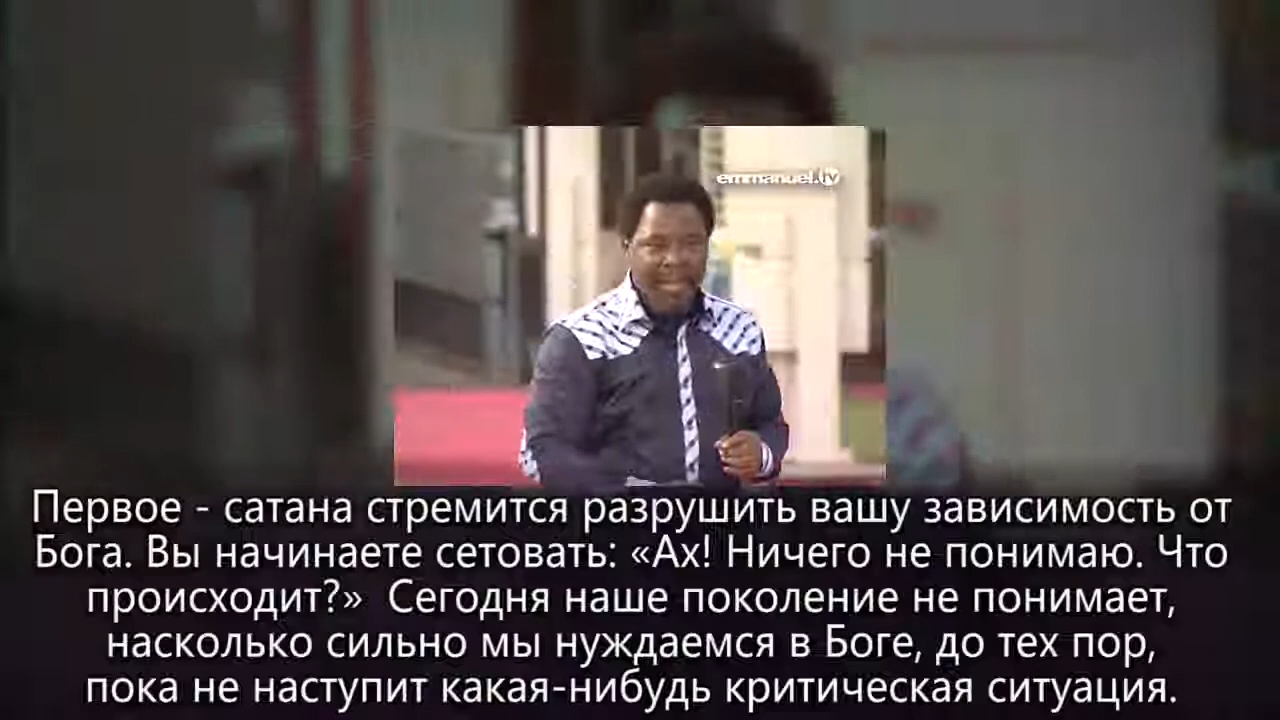 emmanuel.tv
Первое - сатана стремится разрушить вашу зависимость от
Бога. Вы начинаете сетовать: «Ах! Ничего не понимаю. Что
происходит?» Сегодня наше поколение не понимает,
насколько сильно мы нуждаемся в Боге, до тех пор,
пока не наступит какая-нибудь критическая ситуация.